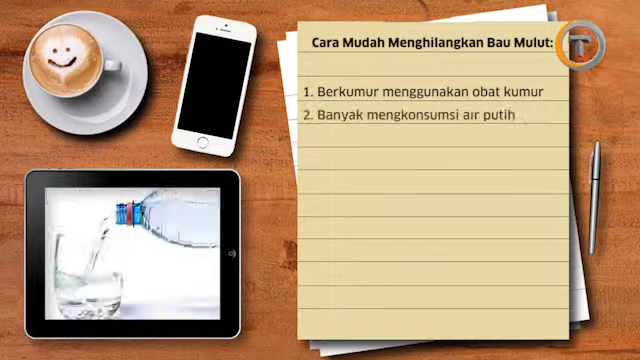 Cara Mudah Menghilangkan Bau Mulut:
1. Berkumur menggunakan obat kumur
2. Banyak mengkonsumsi air putih